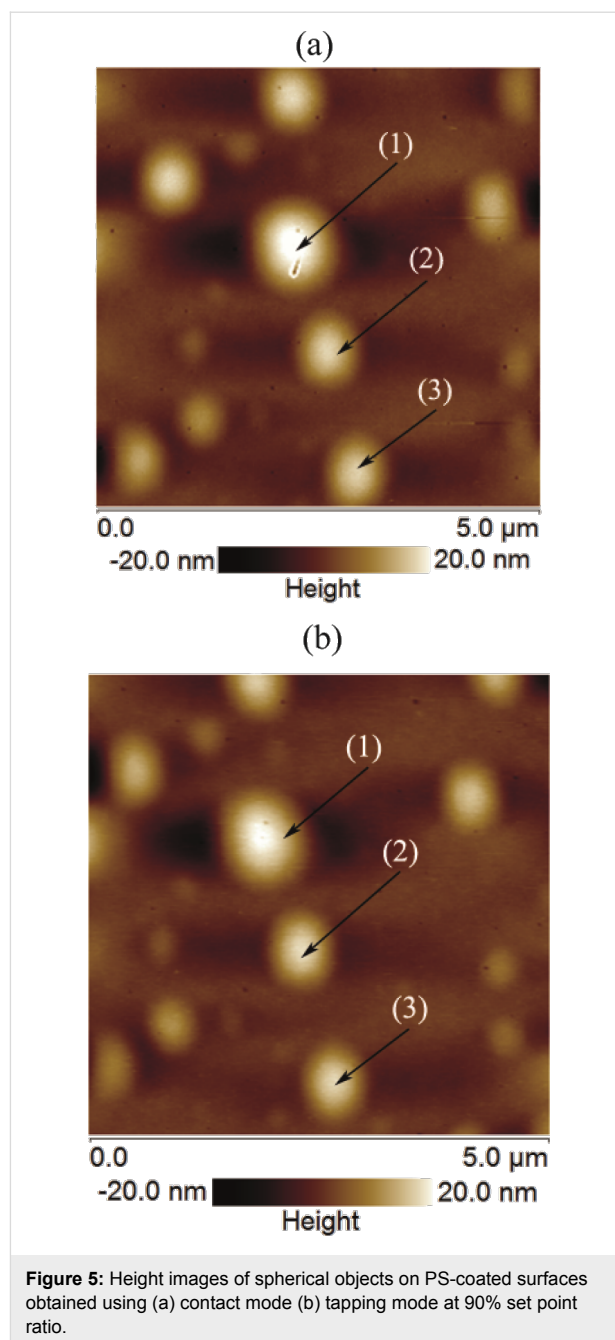 (a)
(1)
(2)
(3)
0.0 5.0 µm
-20.0 nm 20.0 nm
Height
(b)
(1)
(2)
(3)
0.0 5.0 µm
-20.0 nm 20.0 nm
Height
Figure 5: Height images of spherical objects on PS-coated surfaces
obtained using (a) contact mode (b) tapping mode at 90% set point
ratio.